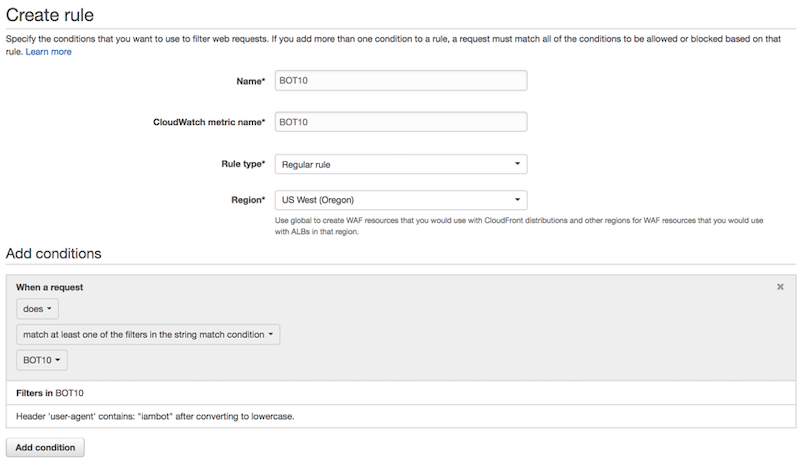 Create rule
Specify the conditions that you want to use to filter web requests. If you add more than one condition to a rule, a request must match all of the conditions to be allowed or blocked based on that
rule. Learn more
Name* BOT10
CloudWatch metric name* BOT10
Rule type* Regular rule
Region* US West (Oregon)
Use global to create WAF resources that you would use with CloudFront distributions and other regions for WAF resources that you would use
with ALBs in that region.
Add conditions
When a request
does
match at least one of the filters in the string match condition
BOT10
Filters in BOT10
Header 'user-agent' contains: "iambot" after converting to lowercase.
Add condition